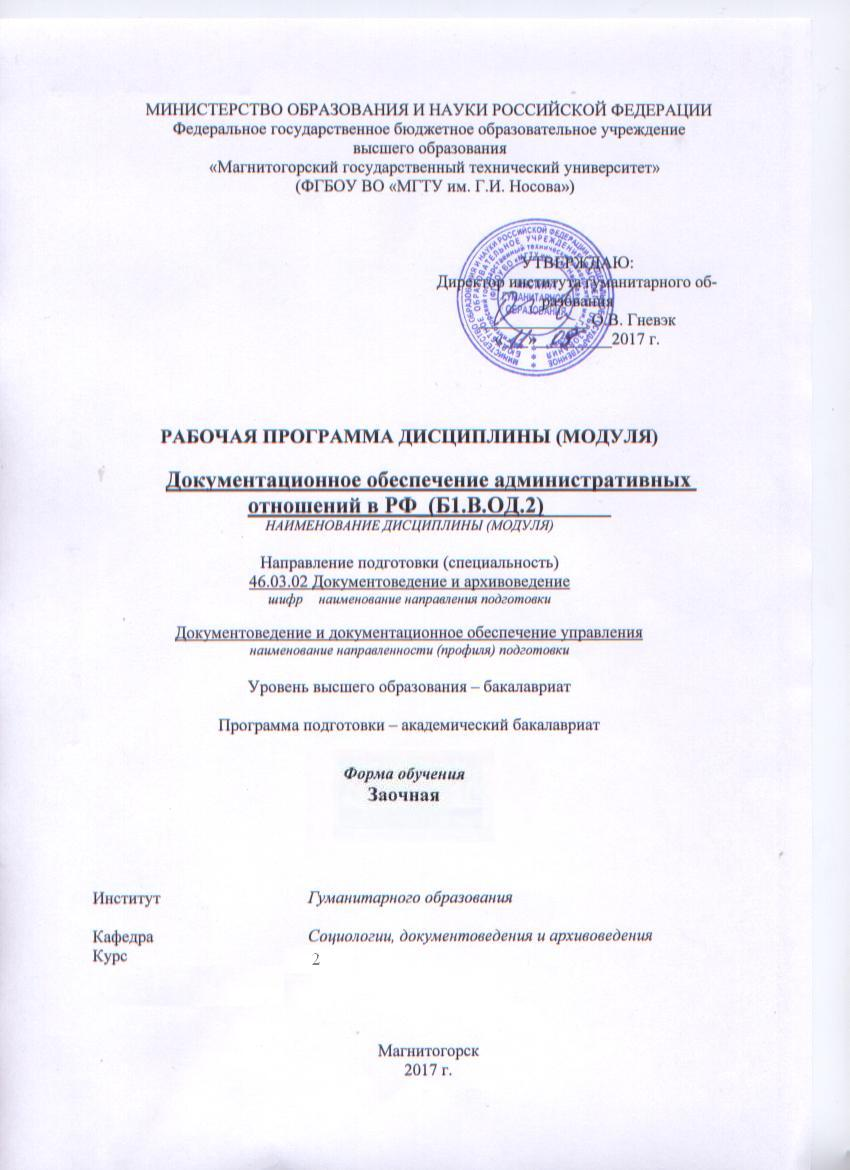 МИНИСТЕРСТВО ОБРАЗОВАНИЯ И НАУКИ РОССИЙСКОЙ ФЕДЕРАЦИИ
Федеральное государственное бюджетное образовательное учреждение
высшего образования
«Магнитогорский государственный технический университет»
(ФГБОУ ВО «МГТУ им. Г.И. Носова»)
УТВЕРЖДАЮ:
Директор института гуманитарного об-
разования
О.В. Гневэк
2017 г.
РАБОЧАЯ ПРОГРАММА ДИСЦИПЛИНЫ (МОДУЛЯ)
Документационное обеспечение административных
отношений в РФ (Б1.В.ОД.2)
НАИМЕНОВАНИЕ ДИСЦИПЛИНЫ (МОДУЛЯ)
Направление подготовки (специальность)
46.03.02 Документоведение и архивоведение
шифр наименование направления подготовки
Документоведение и документационное обеспечение управления
наименование направленности (профиля) подготовки
Уровень высшего образования – бакалавриат
Программа подготовки – академический бакалавриат
Форма обучения
Заочная
Институт Гуманитарного образования
Кафедра Социологии, документоведения и архивоведения
Курс 2
Магнитогорск
2017 г.